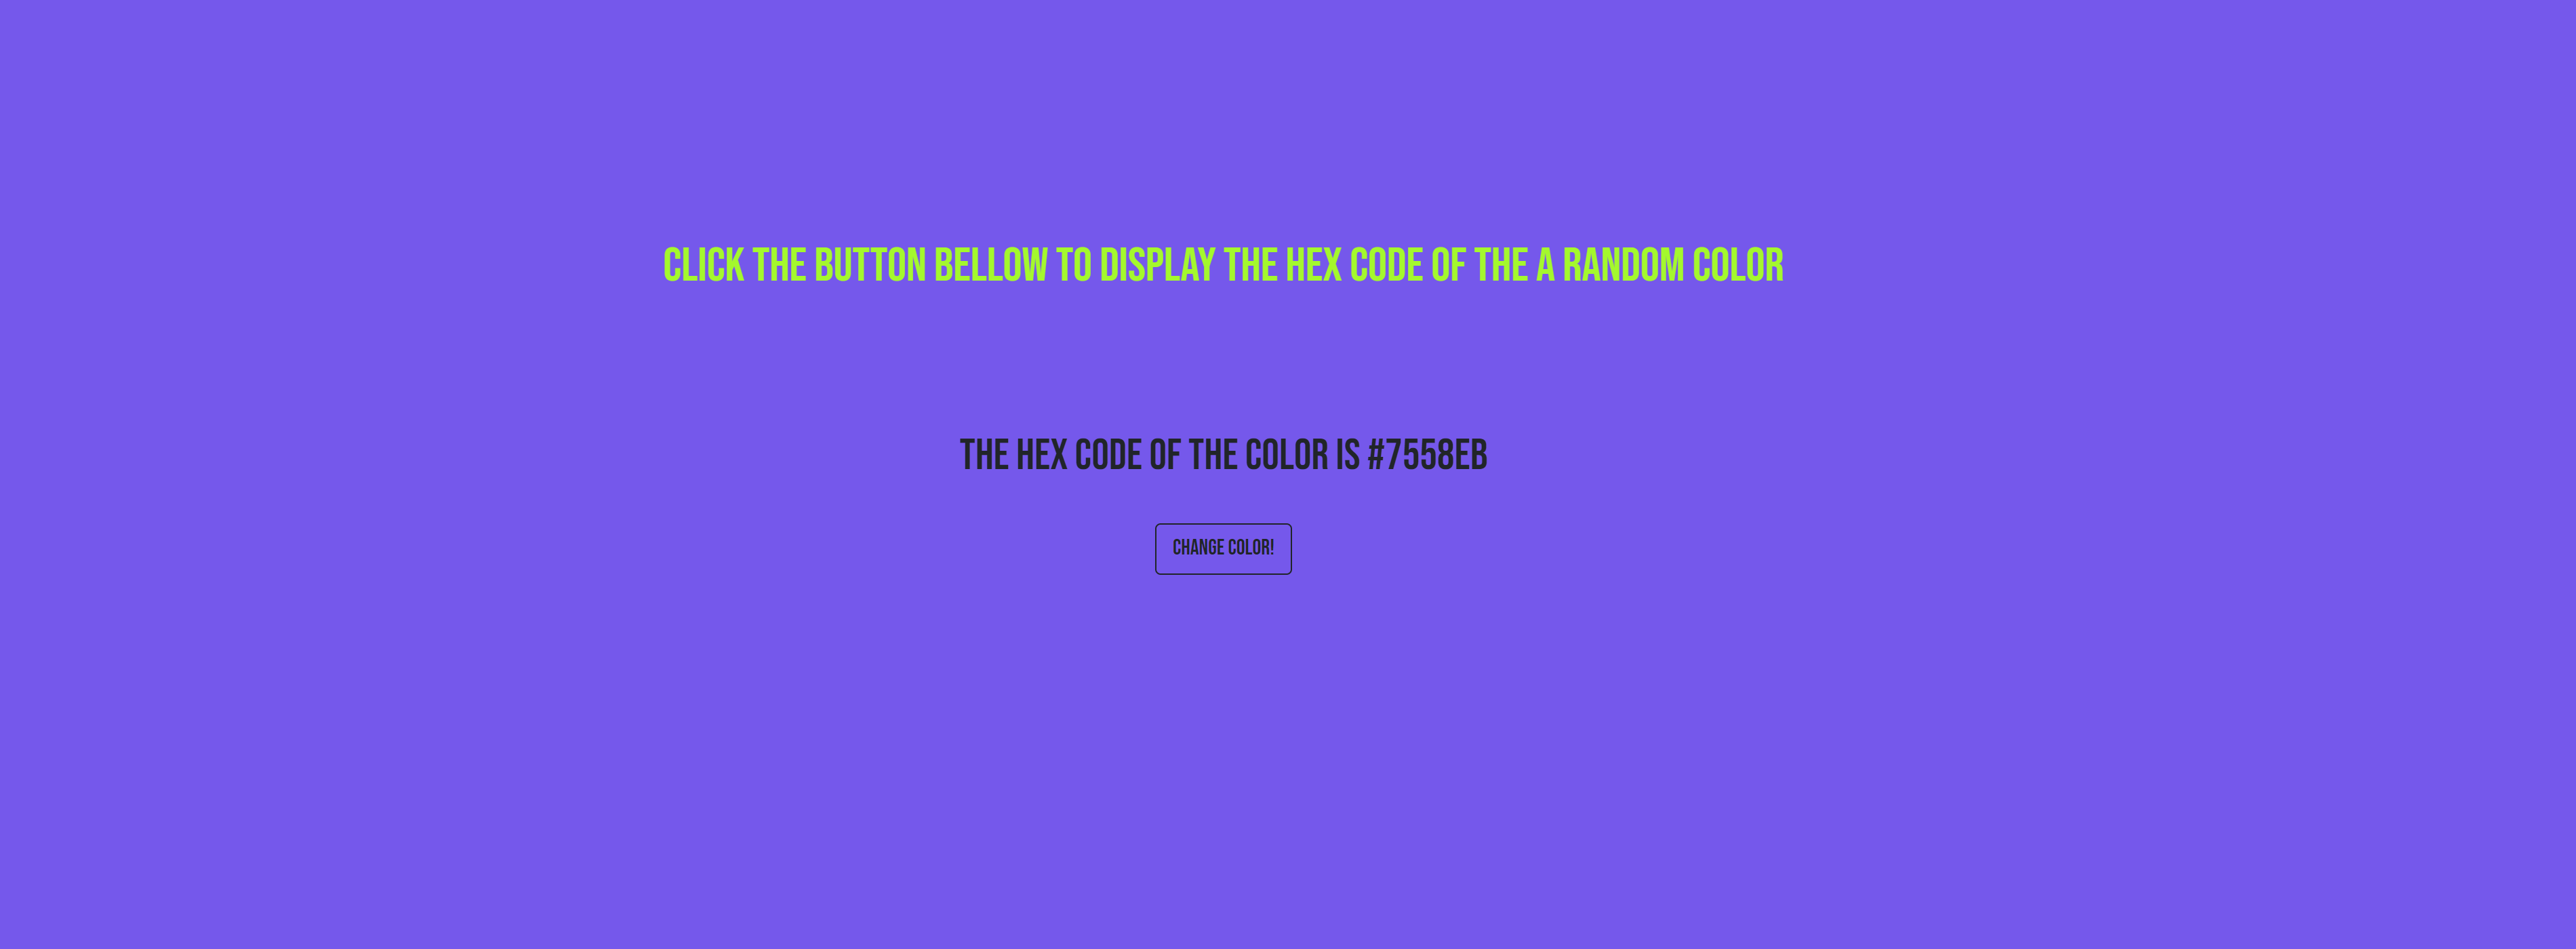 CLICK THE BUTTON BELLOW TO DISPLAY THE HEX CODE OF THE A RANDOM COLOR
THE HEX CODE OF THE COLOR IS #7558EB
CHANGE COLOR!